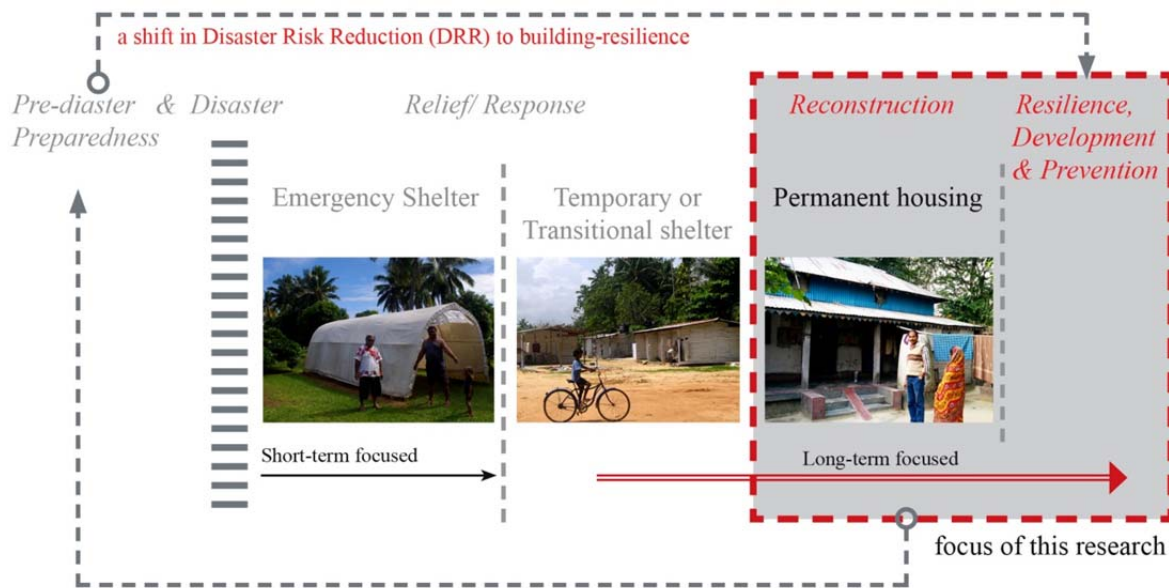 a shift in Disaster Risk Reduction (DRR) to building-resilience
Pre-diaster & Disaster
Preparedness
Relief/ Response
Reconstruction
Resilience,
Development
& Prevention
Emergency Shelter
Temporary or
Transitional shelter
Permanent housing
Short-term focused
Long-term focused
focus of this research